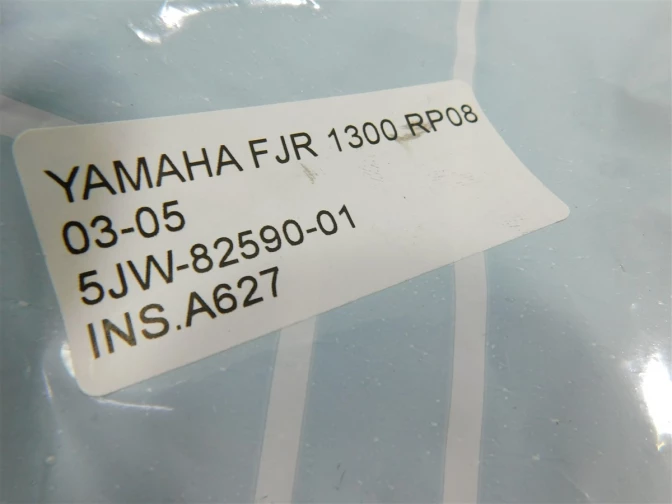 YAMAHA FJR 1300 RP08
03-05
5JW-82590-01
INS.A627